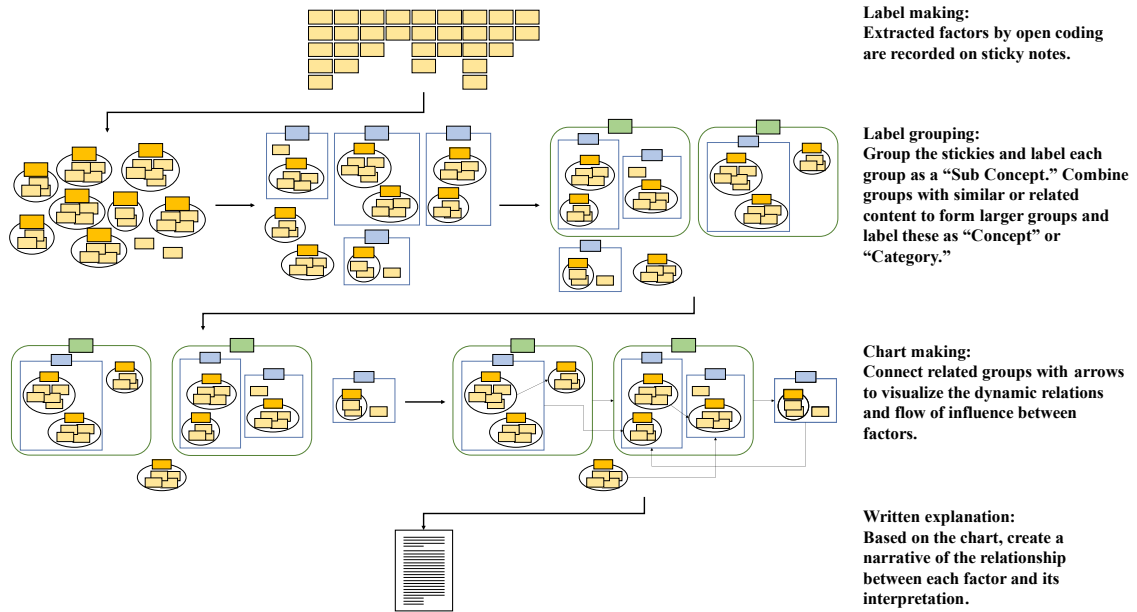 Label making:
Extracted factors by open coding
are recorded on sticky notes.
Label grouping:
Group the stickies and label each
group as a “Sub Concept.” Combine
groups with similar or related
content to form larger groups and
label these as “Concept” or
“Category.”
Chart making:
Connect related groups with arrows
to visualize the dynamic relations
and flow of influence between
factors.
Written explanation:
Based on the chart, create a
narrative of the relationship
between each factor and its
interpretation.